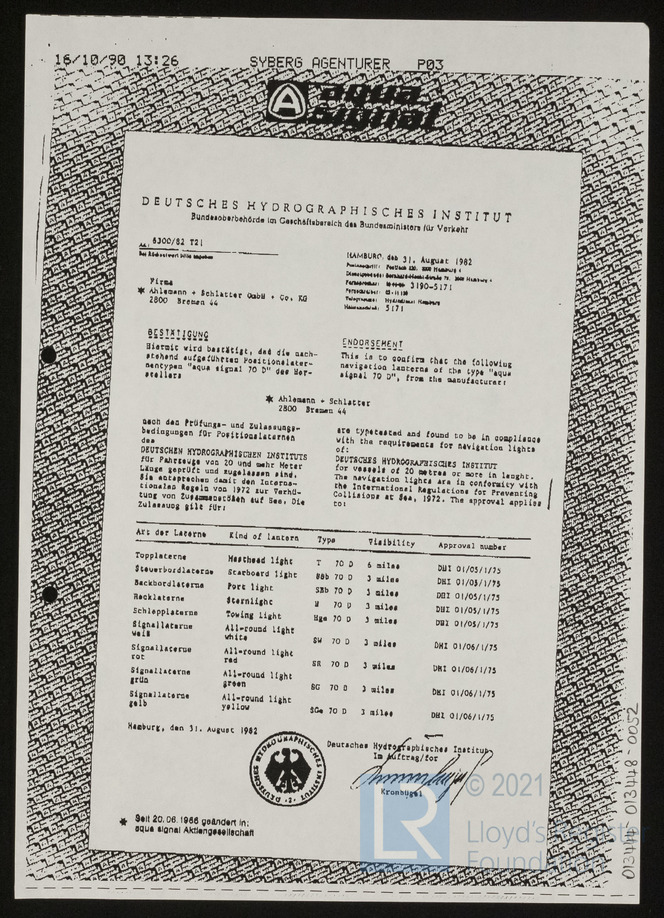 16/10/90 13:26 SYBERG AGENTURER P03
aqua
signal
DEUTSCHES HYDROGRAPHISCHES INSTITUT
Bundesoberbehörde im Geschäftsbereich des Bundesministers für Verkehr
6300/82 T21
HAMBURG, den 31. August 1982
3190-5171
5171
Firma
* Ahlemann + Schlatter GmbH + Co. KG
2800 Bremen 44
BESTÄTIGUNG
Hiermit wird bestätigt, daß die nach-
stehend aufgeführten Positionslater-
nentypen "aqua signal 70 D" des Her-
stellers
ENDORSEMENT
This is to confirm that the following
navigation lanterns of the type "aqua
signal 70 D", from the manufacturer:
* Ahlemann + Schlatter
2800 Bremen 44
nach den Prüfungs- und Zulassungs-
bedingungen für Positionslaternen
des
DEUTSCHEN HYDROGRAPHISCHEN INSTITUTS
für Fahrzeuge von 20 und mehr Meter
Länge geprüft und zugelassen sind.
Sie entsprechen damit den Interna-
tionalen Regeln von 1972 zur Verhü-
tung von Zusammenstößen auf See. Die
Zulassung gilt für:
are typetested and found to be in compliance
with the requirements for navigation lights
of:
DEUTSCHES HYDROGRAPHISCHES INSTITUT
for vessels of 20 metres or more in lenght.
The navigation lights are in conformity with
the International Regulations for Preventing
Collisions at Sea, 1972. The approval applies
to:
Art der Laterne Kind of lantern Type Visibility Approval number
Topplaterne Masthead light T 70 D 6 miles DHI 01/05/1/75
Steuerbordlaterne Starboard light 70 D 3 miles DHI 01/05/1/75
Backbordlaterne Port light 70 D 3 miles DHI 01/05/1/75
Hecklaterne Sternlight H 70 D 3 miles DHI 01/05/1/75
Schlepplaterne Towing light Hge 70 D 3 miles DHI 01/05/1/75
Signallaterne
weiß All-round light
white SW 70 D 3 miles DHI 01/06/1/75
Signallaterne
rot All-round light
red SR 70 D 3 miles DHI 01/06/1/75
Signallaterne
grün All-round light
green SG 70 D 3 miles DHI 01/06/1/75
Signallaterne
gelb All-round light
yellow SGe 70 D 3 miles DHI 01/06/1/75
Hamburg, den 31. August 1982
Deutsches Hydrographisches Institut
Im Auftrag/for
Krombügel
DEUTSCHES HYDROGRAPHISCHES INSTITUT
· 2 ·
* Seit 20.06.1986 geändert in:
aqua signal Aktiengesellschaft
LR
© 2021
Lloyd's Register
Foundation
013444-013448-0052